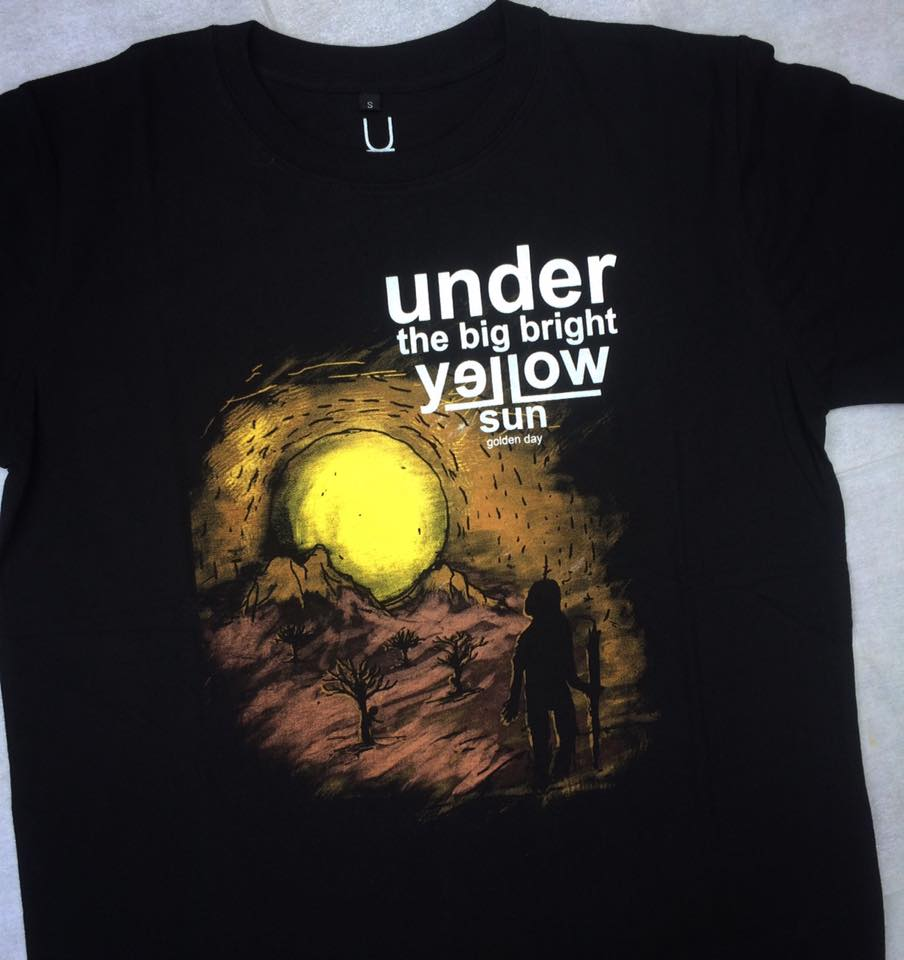 S
U
under
the big bright
yellow
sun
golden day